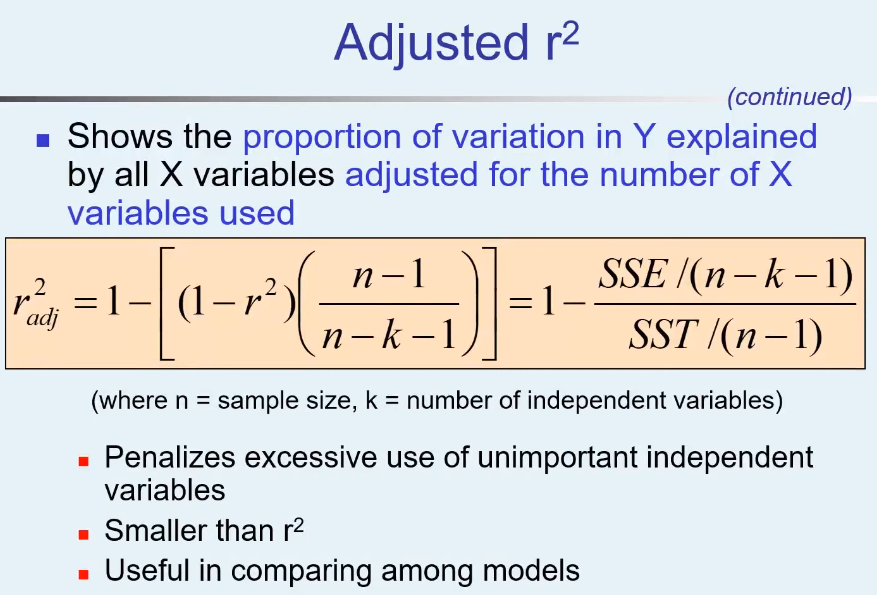 Adjusted r²
(continued)
Shows the proportion of variation in Y explained
by all X variables adjusted for the number of X
variables used
r²adj = 1 − [(1 − r²)((n − 1)/(n − k − 1))] = 1 − (SSE /(n − k − 1))/(SST /(n − 1))
(where n = sample size, k = number of independent variables)
Penalizes excessive use of unimportant independent
variables
Smaller than r²
Useful in comparing among models